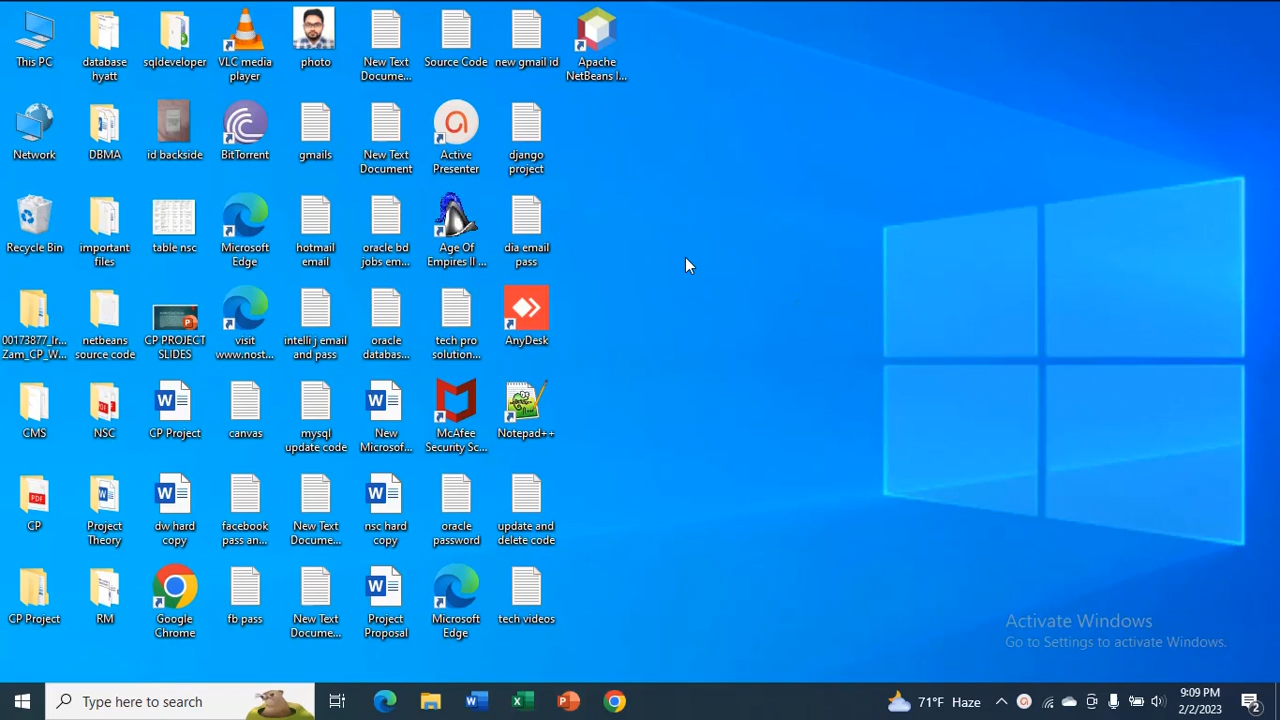 This PC
database
hyatt
sqldeveloper
VLC media
player
photo
New Text
Docume...
Source Code
new gmail id
Apache
NetBeans I...
Network
DBMA
id backside
BitTorrent
gmails
New Text
Document
Active
Presenter
django
project
Recycle Bin
important
files
table nsc
Microsoft
Edge
hotmail
email
oracle bd
jobs em...
Age Of
Empires II ...
dia email
pass
00173877_Ir...
Zam_CP_W...
netbeans
source code
CP PROJECT
SLIDES
visit
www.nost...
intelli j email
and pass
oracle
databas...
tech pro
solution...
AnyDesk
CMS
NSC
CP Project
canvas
mysql
update code
New
Microsof...
McAfee
Security Sc...
Notepad++
CP
Project
Theory
dw hard
copy
facebook
pass an...
New Text
Docume...
nsc hard
copy
oracle
password
update and
delete code
CP Project
RM
Google
Chrome
fb pass
New Text
Docume...
Project
Proposal
Microsoft
Edge
tech videos
Activate Windows
Go to Settings to activate Windows.
Type here to search
71°F Haze
9:09 PM
2/2/2023
2